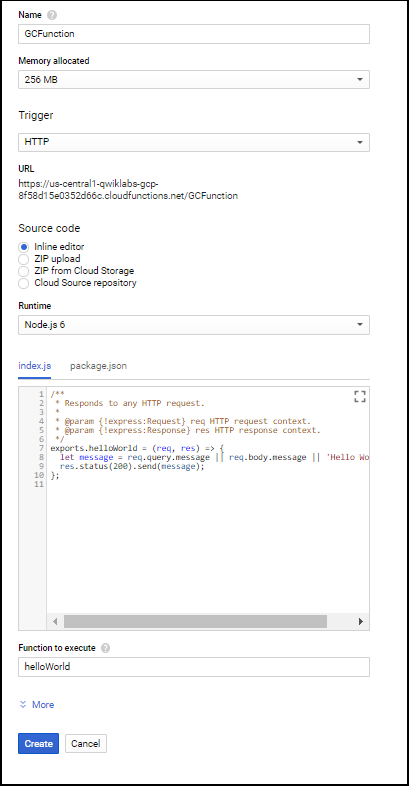 Name
GCFunction
Memory allocated
256 MB
Trigger
HTTP
URL
https://us-central1-qwiklabs-gcp-
8f58d15e0352d66c.cloudfunctions.net/GCFunction
Source code
Inline editor
ZIP upload
ZIP from Cloud Storage
Cloud Source repository
Runtime
Node.js 6
index.js package.json
1 /**
2 * Responds to any HTTP request.
3 *
4 * @param {!express:Request} req HTTP request context.
5 * @param {!express:Response} res HTTP response context.
6 */
7 exports.helloWorld = (req, res) => {
8 let message = req.query.message || req.body.message || 'Hello Wo
9 res.status(200).send(message);
10 };
11
Function to execute
helloWorld
More
Create Cancel